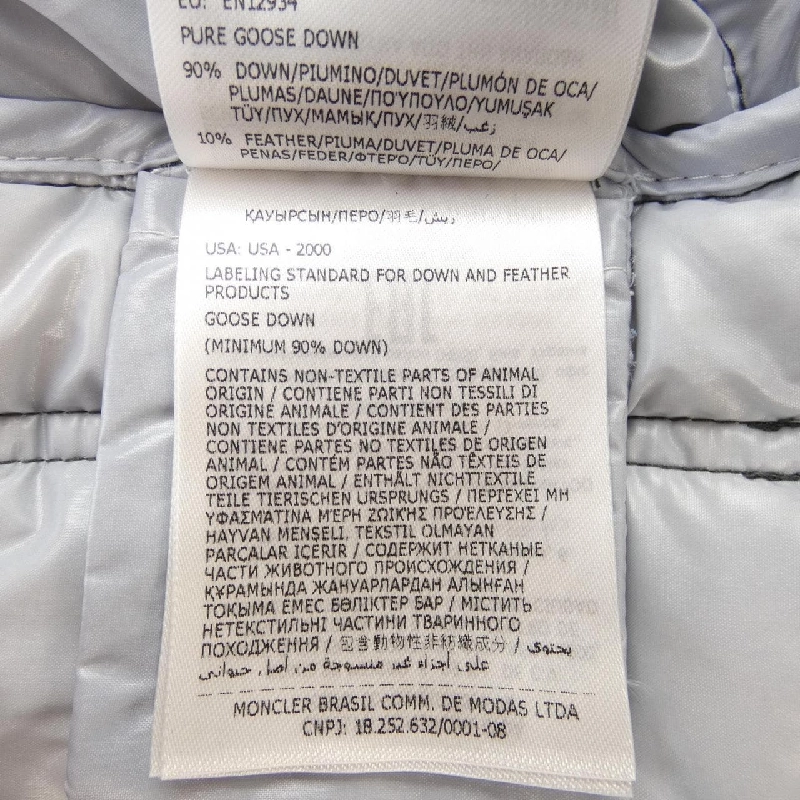 EU: EN12934
PURE GOOSE DOWN
90% DOWN/PIUMINO/DUVET/PLUMÓN DE OCA/
PLUMAS/DAUNE/ΠΟΎΠΟΥΛΟ/YUMUŞAK
TÜY/ПУХ/МАМЫҚ/ПУХ/羽絨/زغب/
10% FEATHER/PIUMA/DUVET/PLUMA DE OCA/
PENAS/FEDER/ΦΤΕΡΌ/TÜY/ПЕРО/
ҚАУЫРСЫН/ПЕРО/羽毛/ريش/
USA: USA - 2000
LABELING STANDARD FOR DOWN AND FEATHER
PRODUCTS
GOOSE DOWN
(MINIMUM 90% DOWN)
CONTAINS NON-TEXTILE PARTS OF ANIMAL
ORIGIN / CONTIENE PARTI NON TESSILI DI
ORIGINE ANIMALE / CONTIENT DES PARTIES
NON TEXTILES D'ORIGINE ANIMALE /
CONTIENE PARTES NO TEXTILES DE ORIGEN
ANIMAL / CONTÉM PARTES NÃO TÊXTEIS DE
ORIGEM ANIMAL / ENTHÄLT NICHTTEXTILE
TEILE TIERISCHEN URSPRUNGS / ΠΕΡΙΈΧΕΙ ΜΗ
ΥΦΑΣΜΆΤΙΝΑ ΜΈΡΗ ΖΩΙΚΉΣ ΠΡΟΈΛΕΥΣΗΣ /
HAYVAN MENŞELİ, TEKSTİL OLMAYAN
PARÇALAR İÇERİR / СОДЕРЖИТ НЕТКАНЫЕ
ЧАСТИ ЖИВОТНОГО ПРОИСХОЖДЕНИЯ /
ҚҰРАМЫНДА ЖАНУАРЛАРДАН АЛЫНҒАН
ТОҚЫМА ЕМЕС БӨЛІКТЕР БАР / МІСТИТЬ
НЕТЕКСТИЛЬНІ ЧАСТИНИ ТВАРИННОГО
ПОХОДЖЕННЯ / 包含動物性非紡織成分 / يحتوي
على أجزاء غير منسوجة من أصل حيواني
MONCLER BRASIL COMM. DE MODAS LTDA
CNPJ: 18.252.632/0001-08